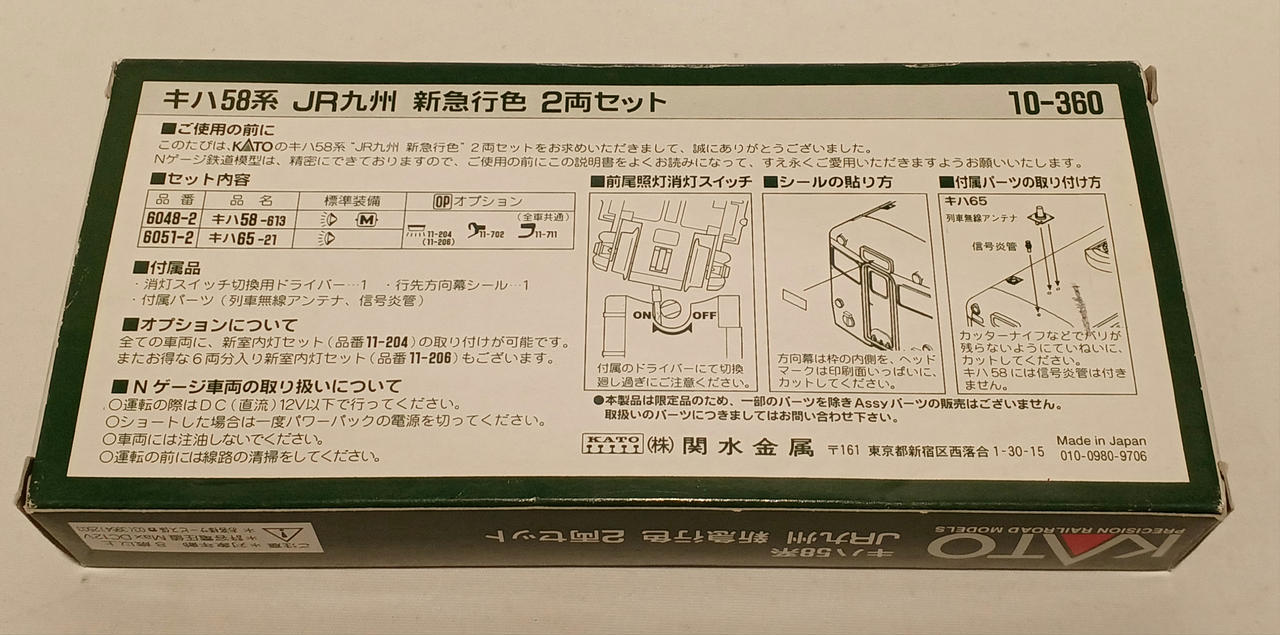 キハ58系 JR九州 新急行色 2両セット 10-360
■ご使用の前に
このたびは、KATOのキハ58系“JR九州 新急行色”2両セットをお求めいただきまして、誠にありがとうございました。
Nゲージ鉄道模型は、精密にできておりますので、ご使用の前にこの説明書をよくお読みになって、すえ永くご愛用いただきますようお願いいたします。
■セット内容
品番 品名 標準装備 OPオプション
6048-2 キハ58-613 M (全車共通)
6051-2 キハ65-21 11-204 (11-206) 11-702 11-711
■付属品
・消灯スイッチ切換用ドライバー…1 ・行先方向幕シール…1
・付属パーツ(列車無線アンテナ、信号炎管)
■オプションについて
全ての車両に、新室内灯セット(品番11-204)の取り付けが可能です。
またお得な6両分入り新室内灯セット(品番11-206)もございます。
■Nゲージ車両の取り扱いについて
○運転の際はDC(直流)12V以下で行ってください。
○ショートした場合は一度パワーパックの電源を切ってください。
○車両には注油しないでください。
○運転の前には線路の清掃をしてください。
■前尾照灯消灯スイッチ
ON OFF
付属のドライバーにて切換
廻し過ぎにご注意ください。
■シールの貼り方
方向幕は枠の内側を、ヘッド
マークは印刷面いっぱいに、
カットしてください。
■付属パーツの取り付け方
キハ65
列車無線アンテナ
信号炎管
カッターナイフなどでバリが
残らないようにていねいに、
カットしてください。
キハ58には信号炎管は付き
ません。
●本製品は限定品のため、一部のパーツを除きAssyパーツの販売はございません。
取扱いのパーツにつきましてはお問い合わせ下さい。
KATO (株) 関水金属 〒161 東京都新宿区西落合1-30-15
Made in Japan
010-0980-9706
KATO
PRECISION RAILROAD MODELS
キハ58系
JR九州 新急行色 2両セット
ご注意 *対象年齢 8歳以上
*許容電圧値 Max DC12V